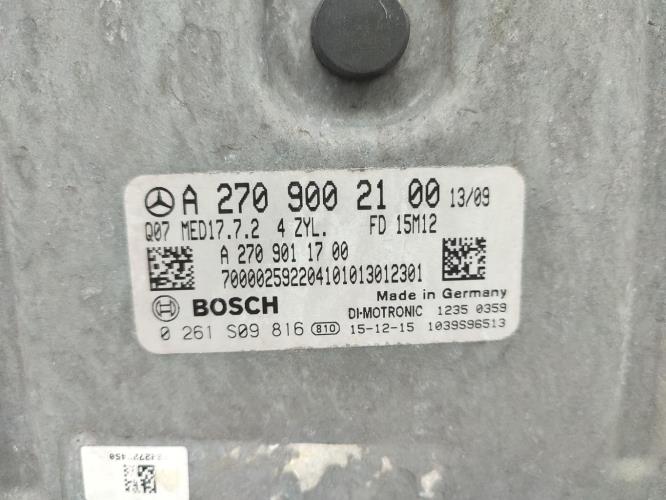 A 270 900 21 00 13/09
Q07 MED17.7.2 4 ZYL. FD 15M12
A 270 901 17 00
700002592204101013012301
BOSCH Made in Germany
DI-MOTRONIC 1235 0359
0 261 S09 816 810 15-12-15 1039S96513